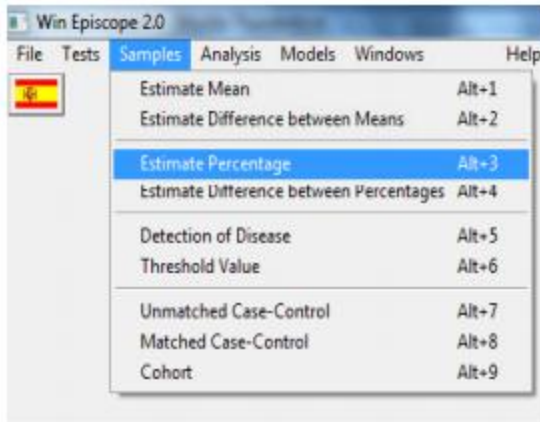 Win Episcope 2.0
File Tests Samples Analysis Models Windows Help
Estimate Mean Alt+1
Estimate Difference between Means Alt+2
Estimate Percentage Alt+3
Estimate Difference between Percentages Alt+4
Detection of Disease Alt+5
Threshold Value Alt+6
Unmatched Case-Control Alt+7
Matched Case-Control Alt+8
Cohort Alt+9